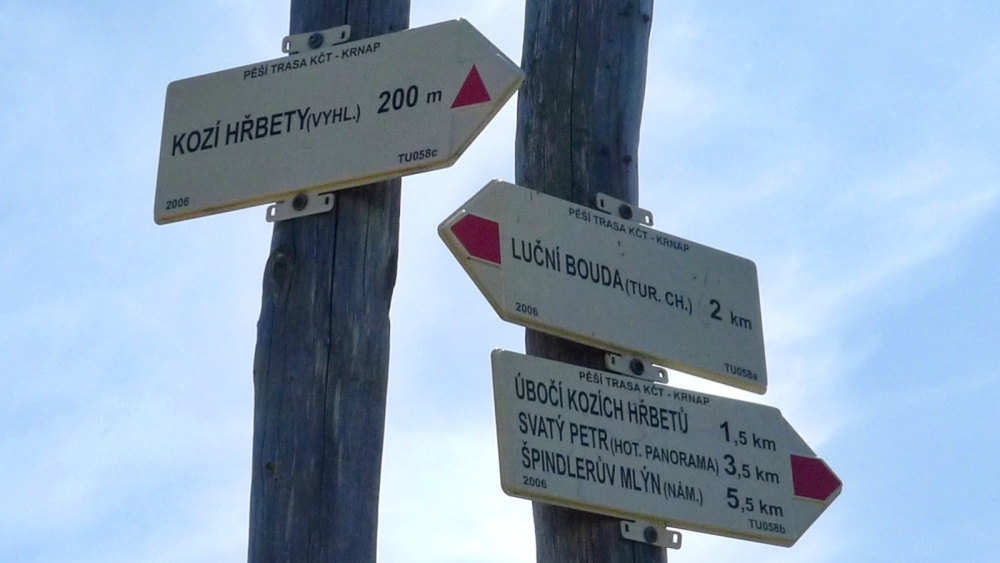 PĚŠÍ TRASA KČT - KRNAP
KOZÍ HŘBETY (VYHL.) 200 m
2006 TU058c
PĚŠÍ TRASA KČT - KRNAP
LUČNÍ BOUDA (TUR. CH.) 2 km
2006 TU058a
PĚŠÍ TRASA KČT - KRNAP
ÚBOČÍ KOZÍCH HŘBETŮ 1,5 km
SVATÝ PETR (HOT. PANORAMA) 3,5 km
ŠPINDLERŮV MLÝN (NÁM.) 5,5 km
2006 TU058b